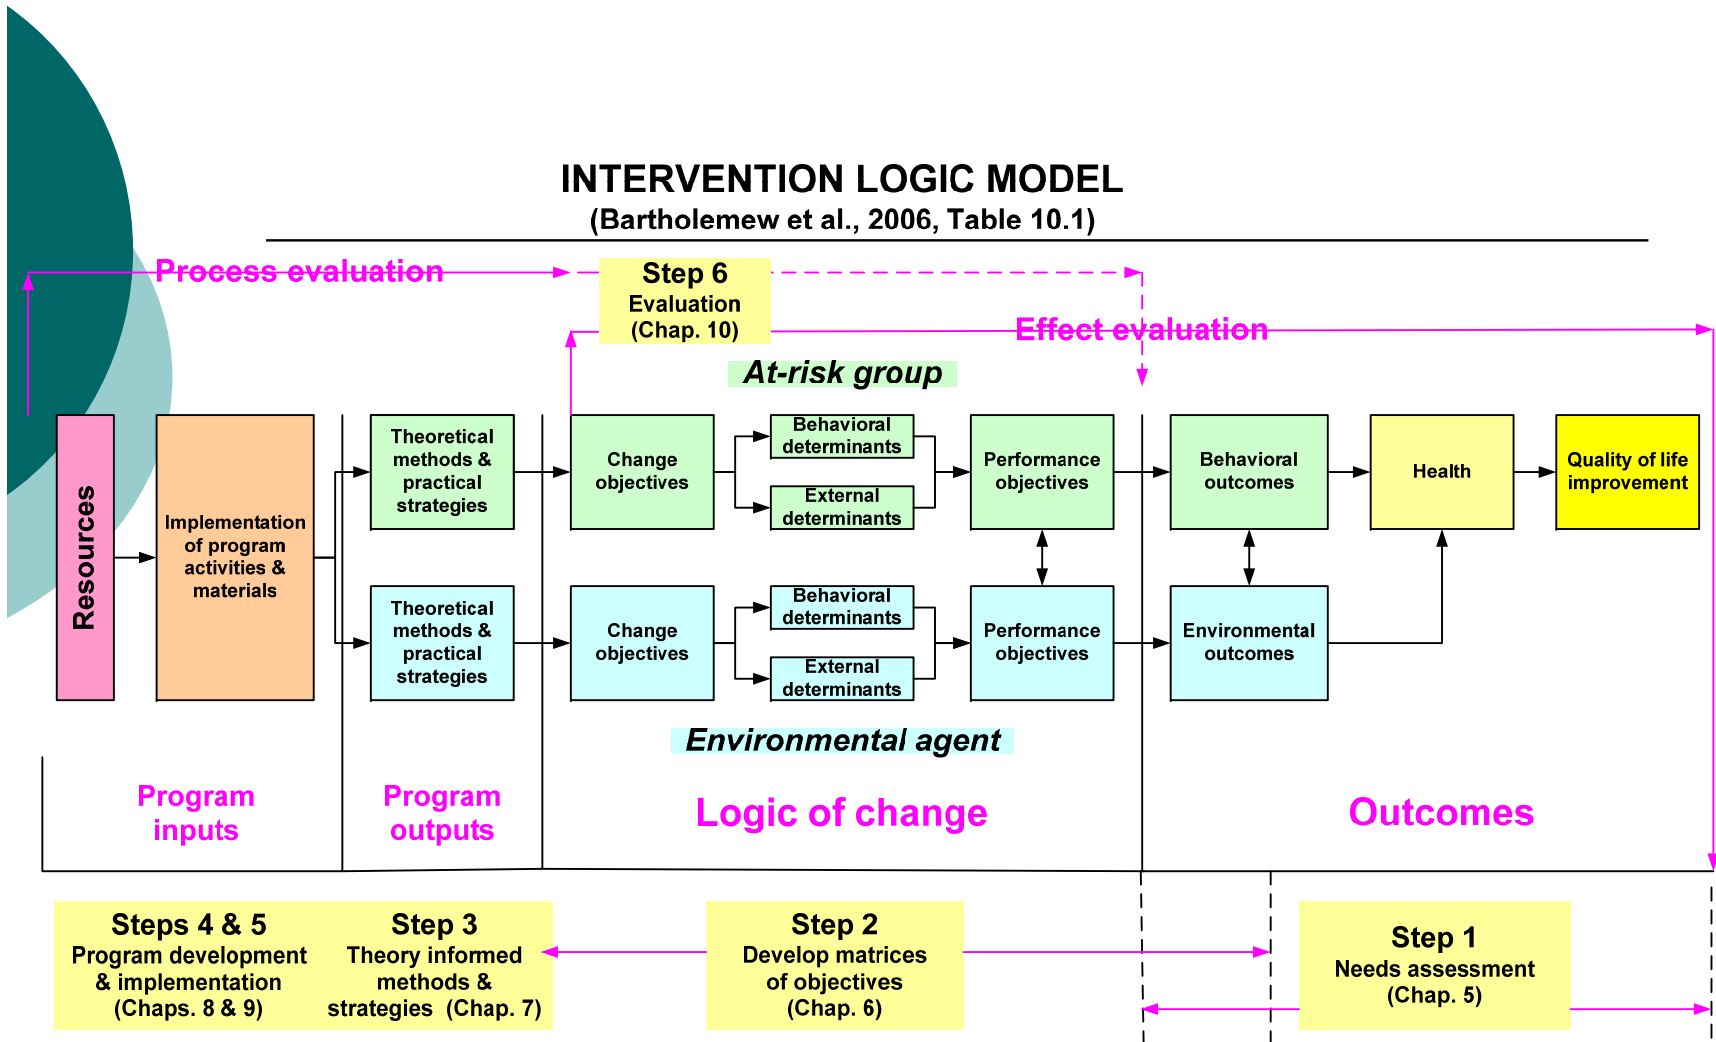 INTERVENTION LOGIC MODEL
(Bartholemew et al., 2006, Table 10.1)
Process evaluation
Step 6
Evaluation
(Chap. 10)
Effect evaluation
At-risk group
Resources
Implementation
of program
activities &
materials
Theoretical
methods &
practical
strategies
Change
objectives
Behavioral
determinants
External
determinants
Performance
objectives
Behavioral
outcomes
Health
Quality of life
improvement
Theoretical
methods &
practical
strategies
Change
objectives
Behavioral
determinants
External
determinants
Performance
objectives
Environmental
outcomes
Environmental agent
Program
inputs
Program
outputs
Logic of change
Outcomes
Steps 4 & 5
Program development
& implementation
(Chaps. 8 & 9)
Step 3
Theory informed
methods &
strategies (Chap. 7)
Step 2
Develop matrices
of objectives
(Chap. 6)
Step 1
Needs assessment
(Chap. 5)